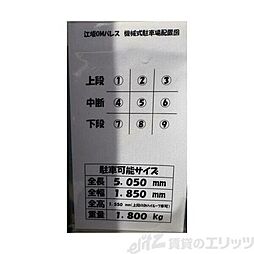 江坂OMパレス 機械式駐車場配置図
上段 ① ② ③
中断 ④ ⑤ ⑥
下段 ⑦ ⑧ ⑨
駐車可能サイズ
全長 5.050 mm
全幅 1.850 mm
全高 1.550 mm
重量 1.800 kg
賃貸のエリッツ